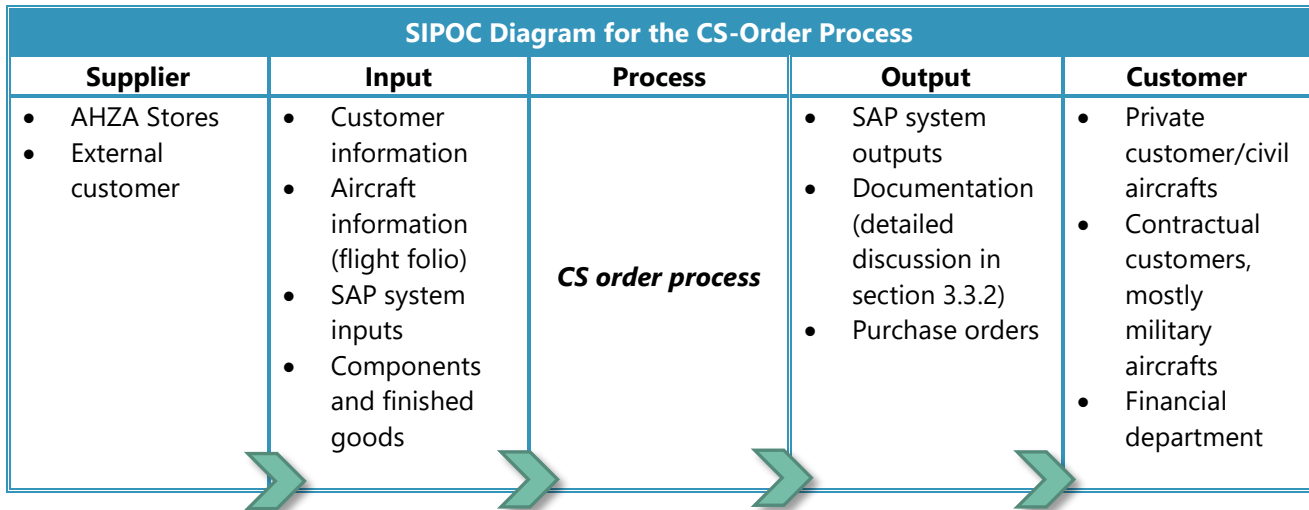 SIPOC Diagram for the CS-Order Process
Supplier
Input
Process
Output
Customer
• AHZA Stores
• External
customer
• Customer
information
• Aircraft
information
(flight folio)
• SAP system
inputs
• Components
and finished
goods
CS order process
• SAP system
outputs
• Documentation
(detailed
discussion in
section 3.3.2)
• Purchase orders
• Private
customer/civil
aircrafts
• Contractual
customers,
mostly
military
aircrafts
• Financial
department